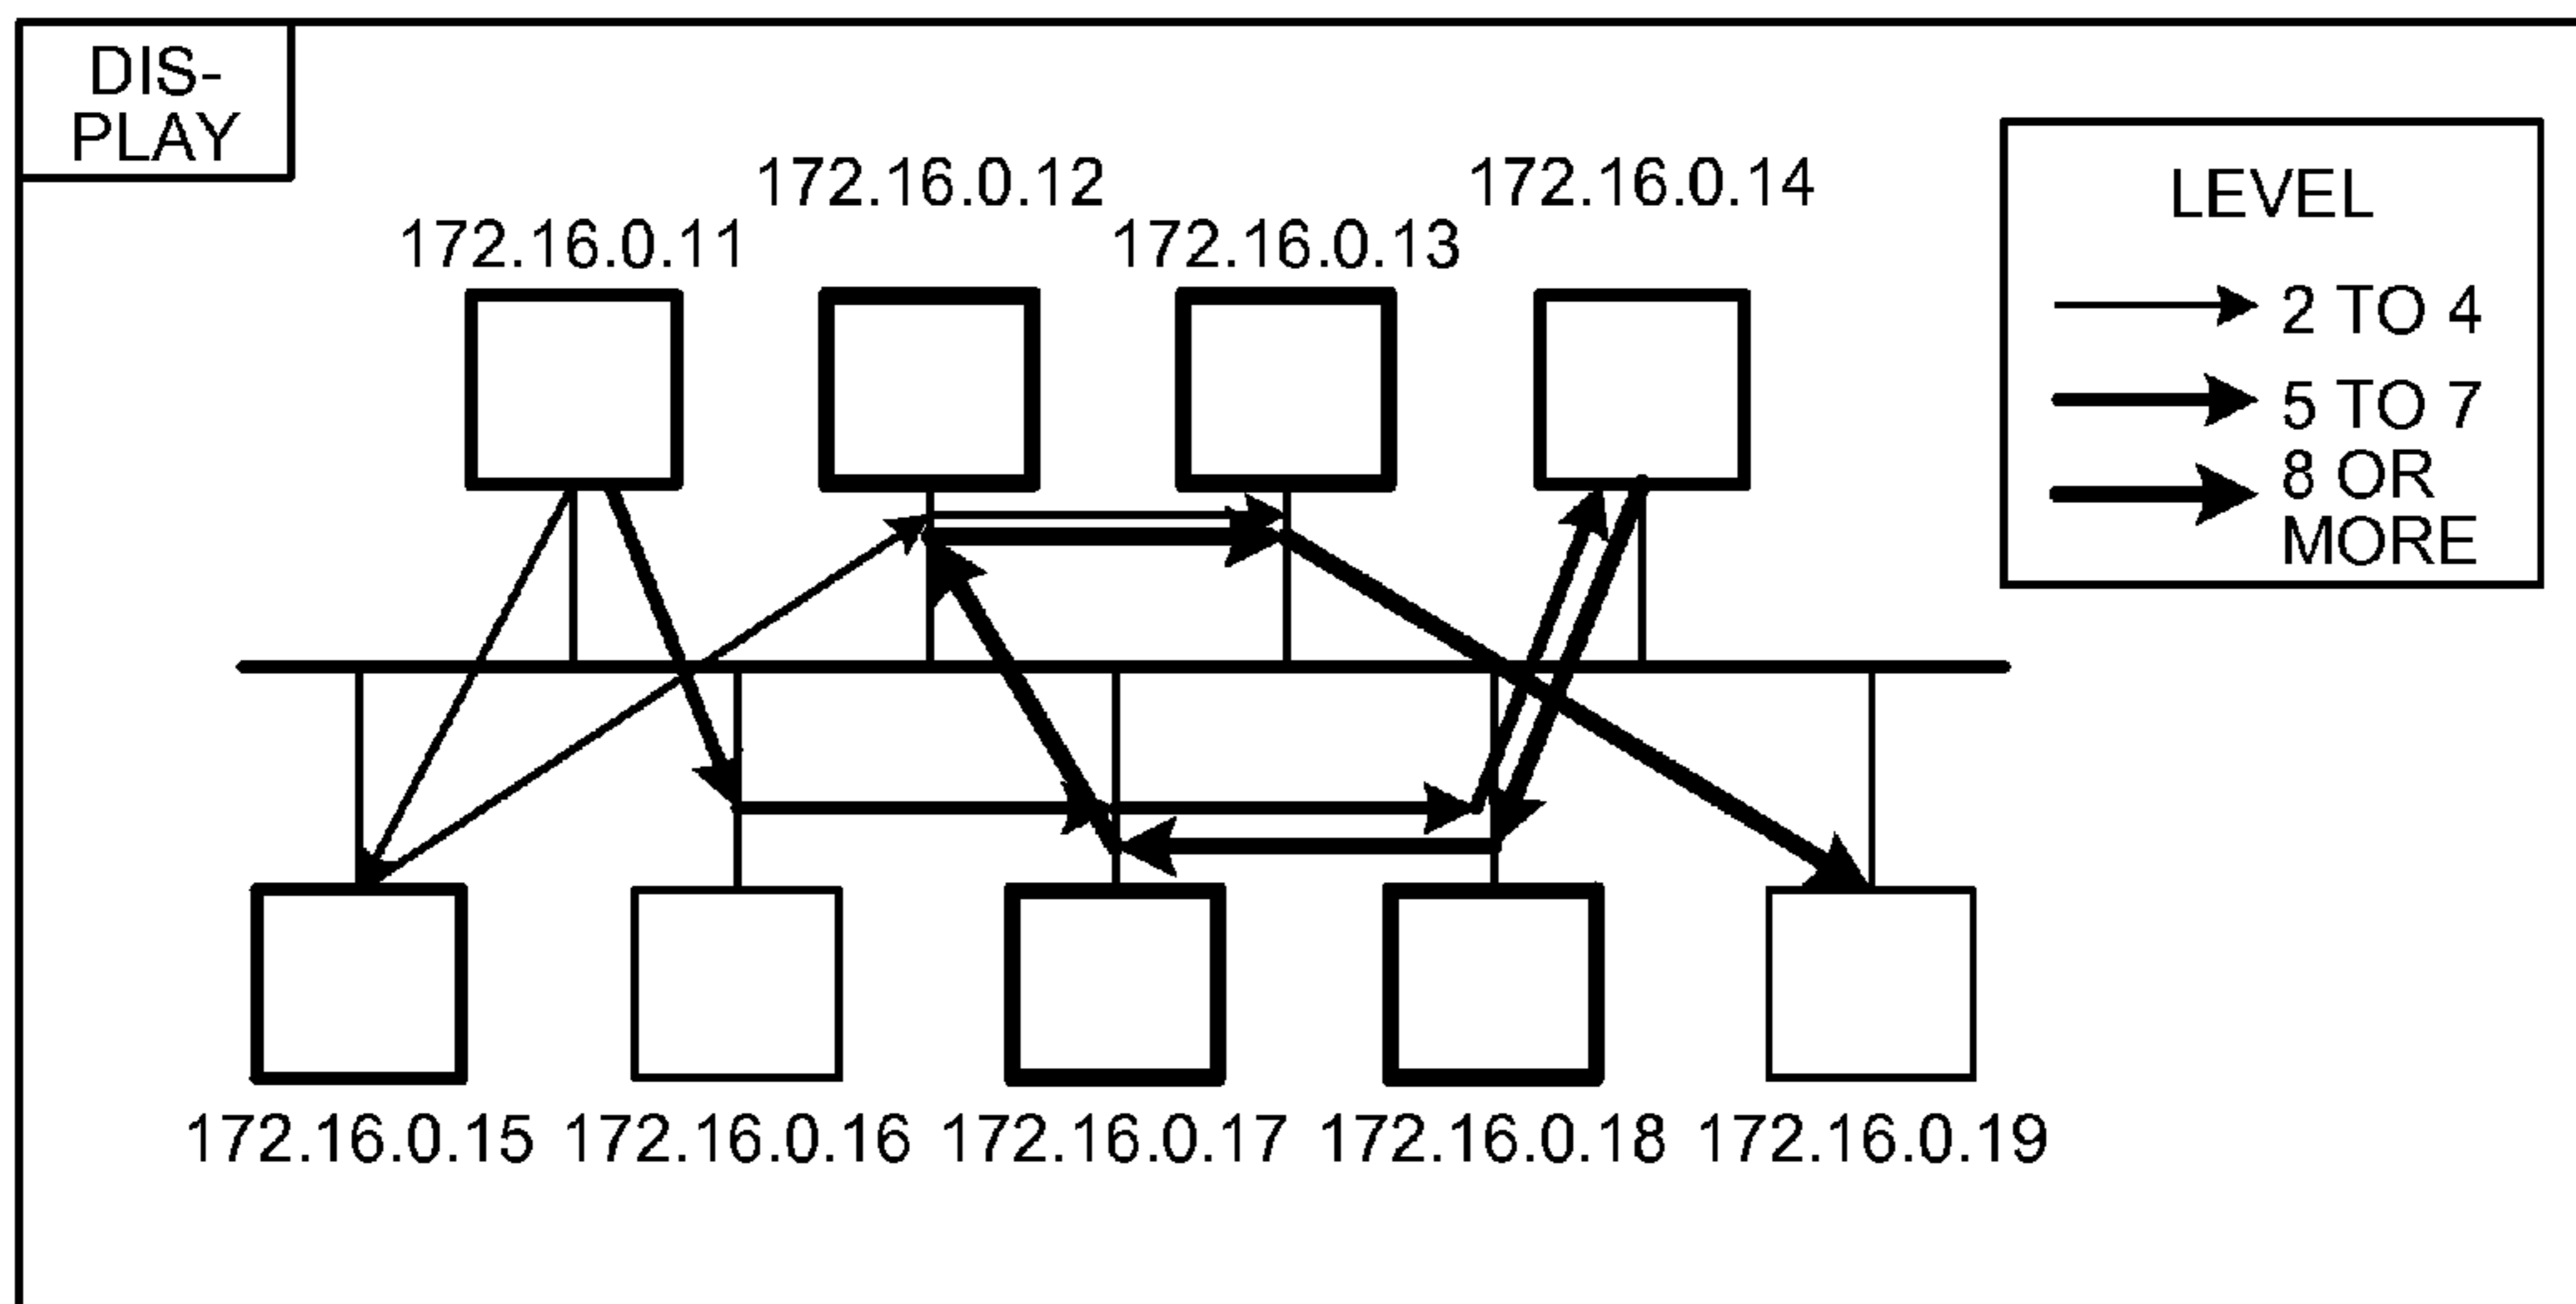 DIS-
PLAY
172.16.0.12
172.16.0.14
172.16.0.11
172.16.0.13
LEVEL
2 TO 4
5 TO 7
8 OR
MORE
172.16.0.15
172.16.0.16
172.16.0.17
172.16.0.18
172.16.0.19